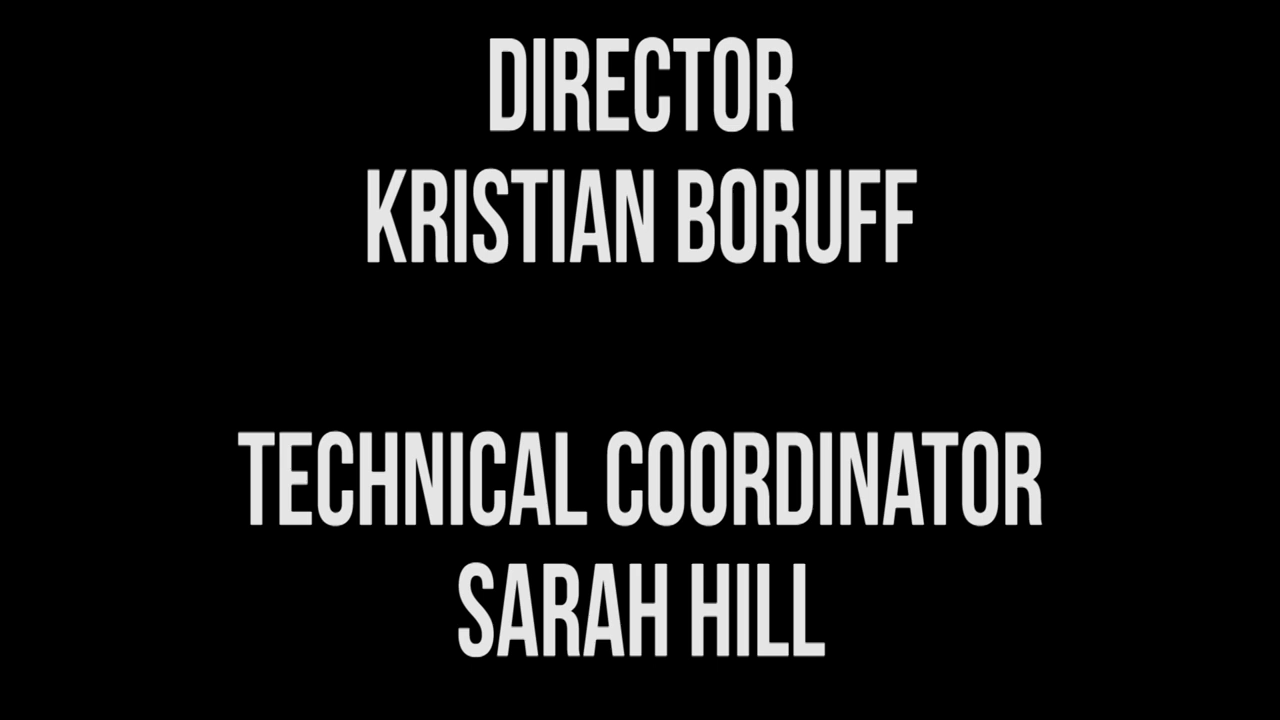 DIRECTOR
KRISTIAN BORUFF
TECHNICAL COORDINATOR
SARAH HILL